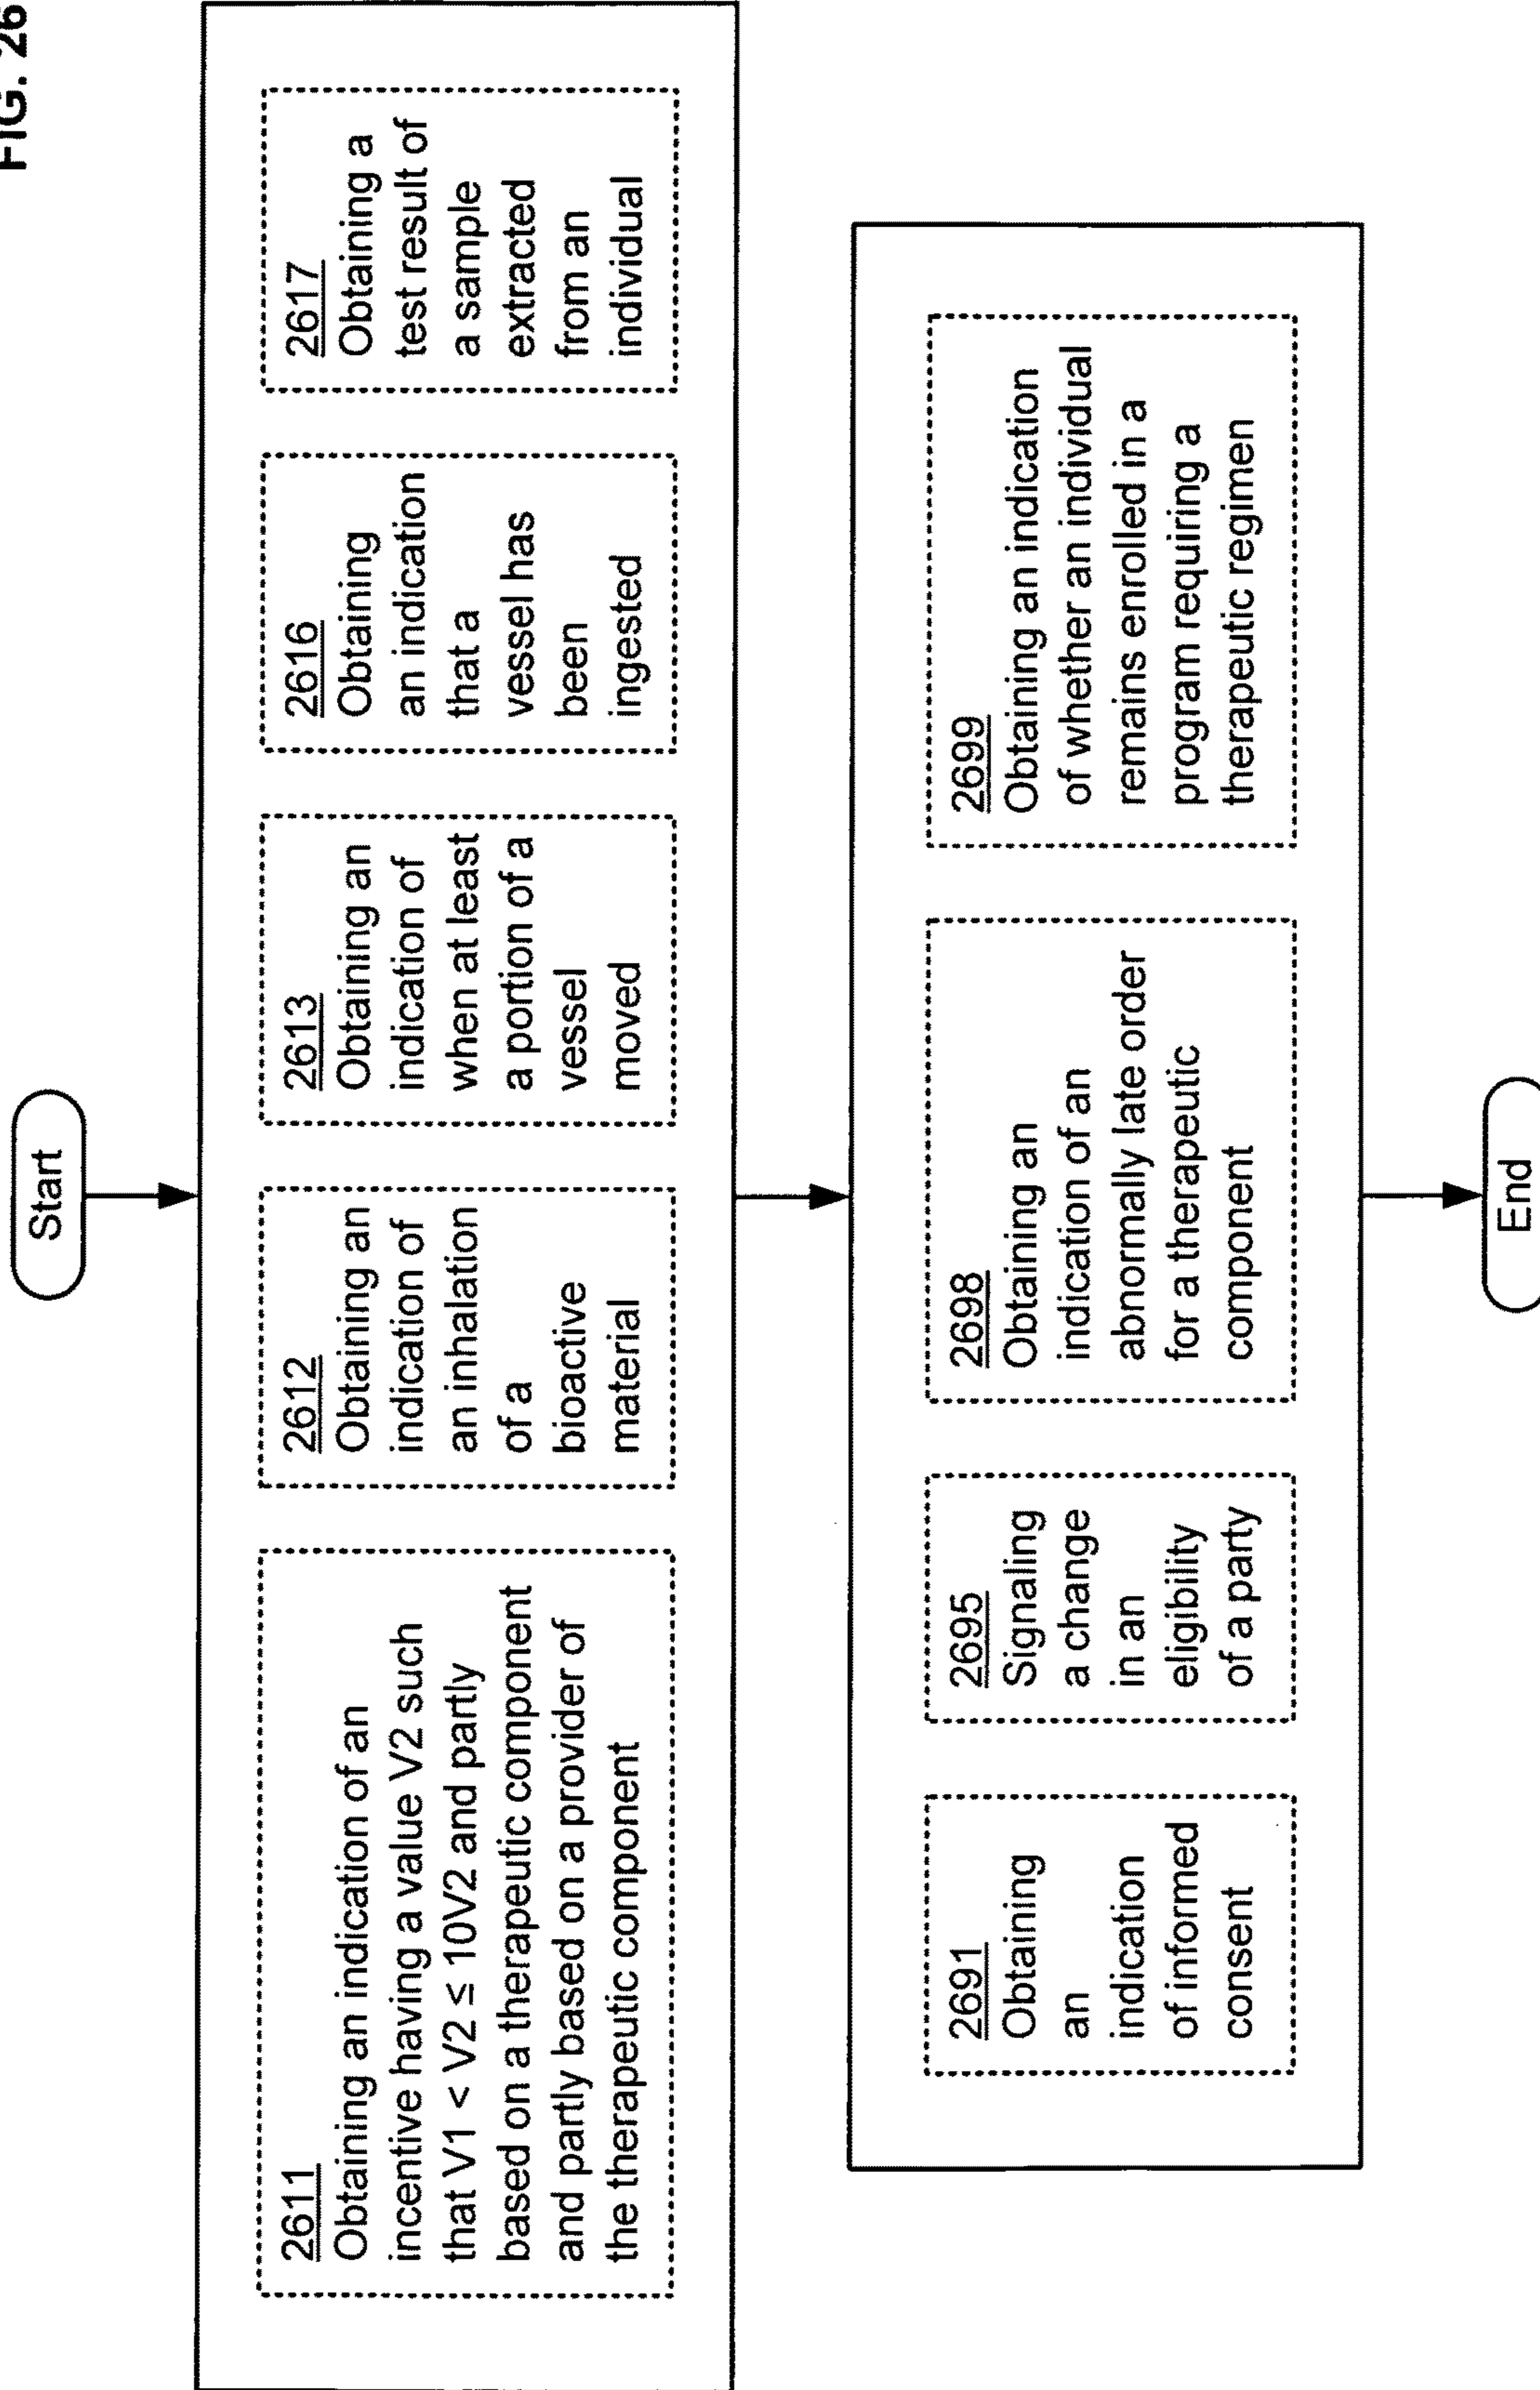 FIG. 26
Start
2611
Obtaining an indication of an
incentive having a value V2 such
that V1 < V2 ≤ 10V2 and partly
based on a therapeutic component
and partly based on a provider of
the therapeutic component
2612
Obtaining an
indication of
an inhalation
of a
bioactive
material
2613
Obtaining an
indication of
when at least
a portion of a
vessel
moved
2616
Obtaining
an indication
that a
vessel has
been
ingested
2617
Obtaining a
test result of
a sample
extracted
from an
individual
2691
Obtaining
an
indication
of informed
consent
2695
Signaling
a change
in an
eligibility
of a party
2698
Obtaining an
indication of an
abnormally late order
for a therapeutic
component
2699
Obtaining an indication
of whether an individual
remains enrolled in a
program requiring a
therapeutic regimen
End